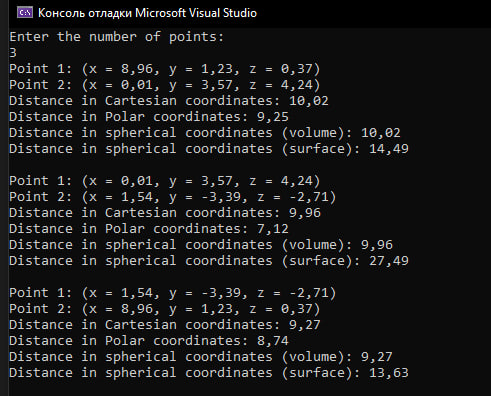 Консоль отладки Microsoft Visual Studio
Enter the number of points:
3
Point 1: (x = 8,96, y = 1,23, z = 0,37)
Point 2: (x = 0,01, y = 3,57, z = 4,24)
Distance in Cartesian coordinates: 10,02
Distance in Polar coordinates: 9,25
Distance in spherical coordinates (volume): 10,02
Distance in spherical coordinates (surface): 14,49
Point 1: (x = 0,01, y = 3,57, z = 4,24)
Point 2: (x = 1,54, y = -3,39, z = -2,71)
Distance in Cartesian coordinates: 9,96
Distance in Polar coordinates: 7,12
Distance in spherical coordinates (volume): 9,96
Distance in spherical coordinates (surface): 27,49
Point 1: (x = 1,54, y = -3,39, z = -2,71)
Point 2: (x = 8,96, y = 1,23, z = 0,37)
Distance in Cartesian coordinates: 9,27
Distance in Polar coordinates: 8,74
Distance in spherical coordinates (volume): 9,27
Distance in spherical coordinates (surface): 13,63